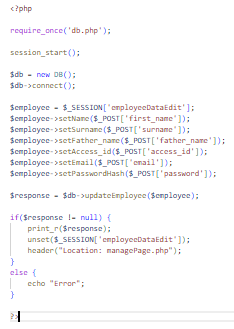 <?php
require_once('db.php');
session_start();
$db = new DB();
$db->connect();
$employee = $_SESSION['employeeDataEdit'];
$employee->setName($_POST['first_name']);
$employee->setSurname($_POST['surname']);
$employee->setFather_name($_POST['father_name']);
$employee->setAccess_id($_POST['access_id']);
$employee->setEmail($_POST['email']);
$employee->setPasswordHash($_POST['password']);
$response = $db->updateEmployee($employee);
if($response != null) {
print_r($response);
unset($_SESSION['employeeDataEdit']);
header("Location: managePage.php");
}
else {
echo "Error";
}
?>